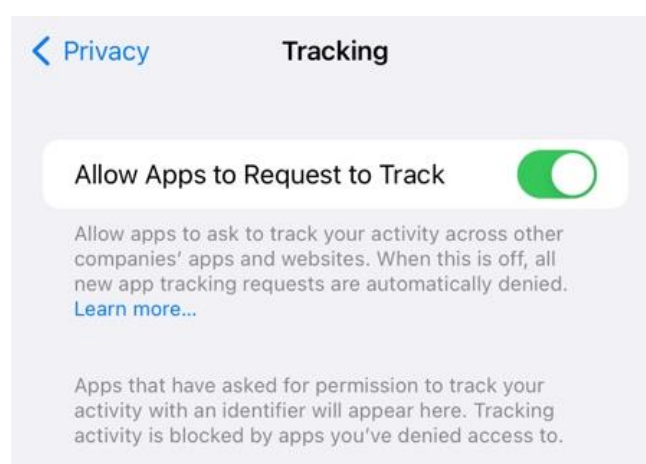 Privacy
Tracking
Allow Apps to Request to Track
Allow apps to ask to track your activity across other
companies’ apps and websites. When this is off, all
new app tracking requests are automatically denied.
Learn more...
Apps that have asked for permission to track your
activity with an identifier will appear here. Tracking
activity is blocked by apps you’ve denied access to.